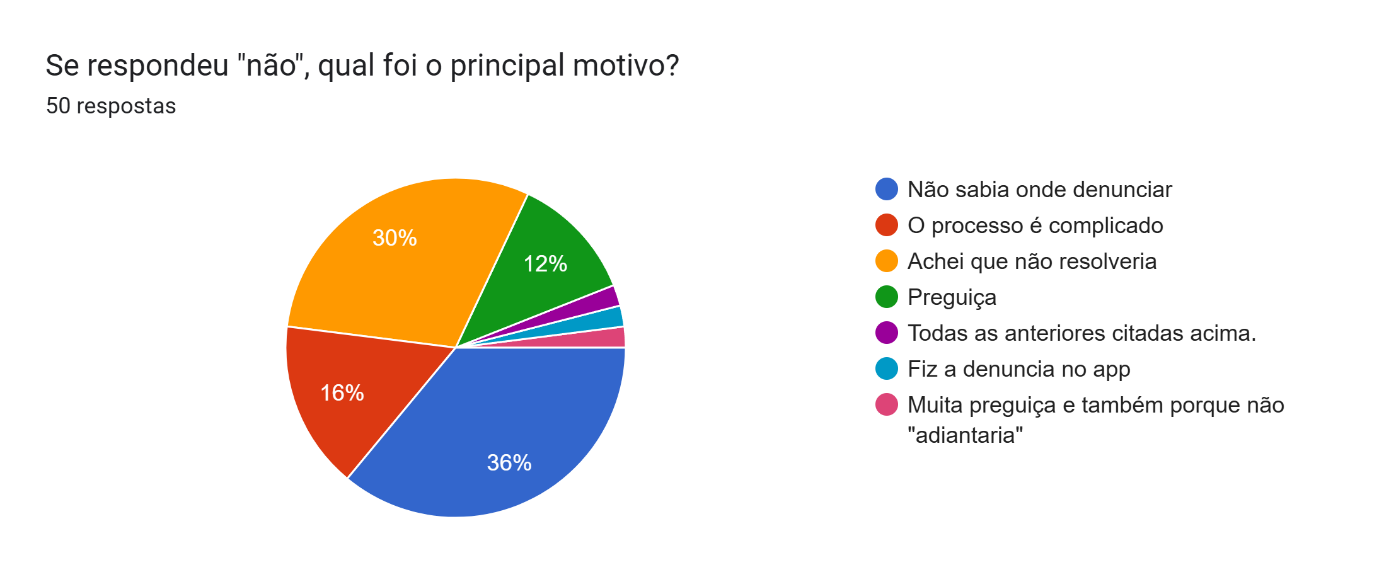 Se respondeu "não", qual foi o principal motivo?
50 respostas
30%
12%
16%
36%
Não sabia onde denunciar
O processo é complicado
Achei que não resolveria
Preguiça
Todas as anteriores citadas acima.
Fiz a denuncia no app
Muita preguiça e também porque não
"adiantaria"